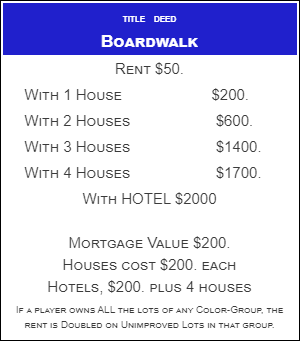 TITLE DEED
BOARDWALK
RENT $50.
WITH 1 HOUSE $200.
WITH 2 HOUSES $600.
WITH 3 HOUSES $1400.
WITH 4 HOUSES $1700.
WITH HOTEL $2000
MORTGAGE VALUE $200.
HOUSES COST $200. EACH
HOTELS, $200. PLUS 4 HOUSES
IF A PLAYER OWNS ALL THE LOTS OF ANY COLOR-GROUP, THE
RENT IS DOUBLED ON UNIMPROVED LOTS IN THAT GROUP.